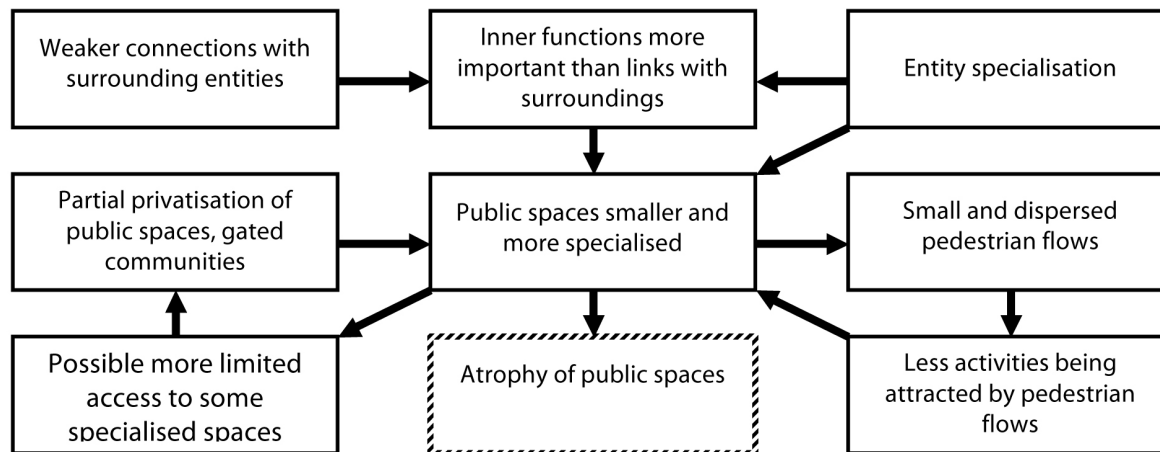 Weaker connections with
surrounding entities
Inner functions more
important than links with
surroundings
Entity specialisation
Partial privatisation of
public spaces, gated
communities
Public spaces smaller and
more specialised
Small and dispersed
pedestrian flows
Possible more limited
access to some
specialised spaces
Atrophy of public spaces
Less activities being
attracted by pedestrian
flows